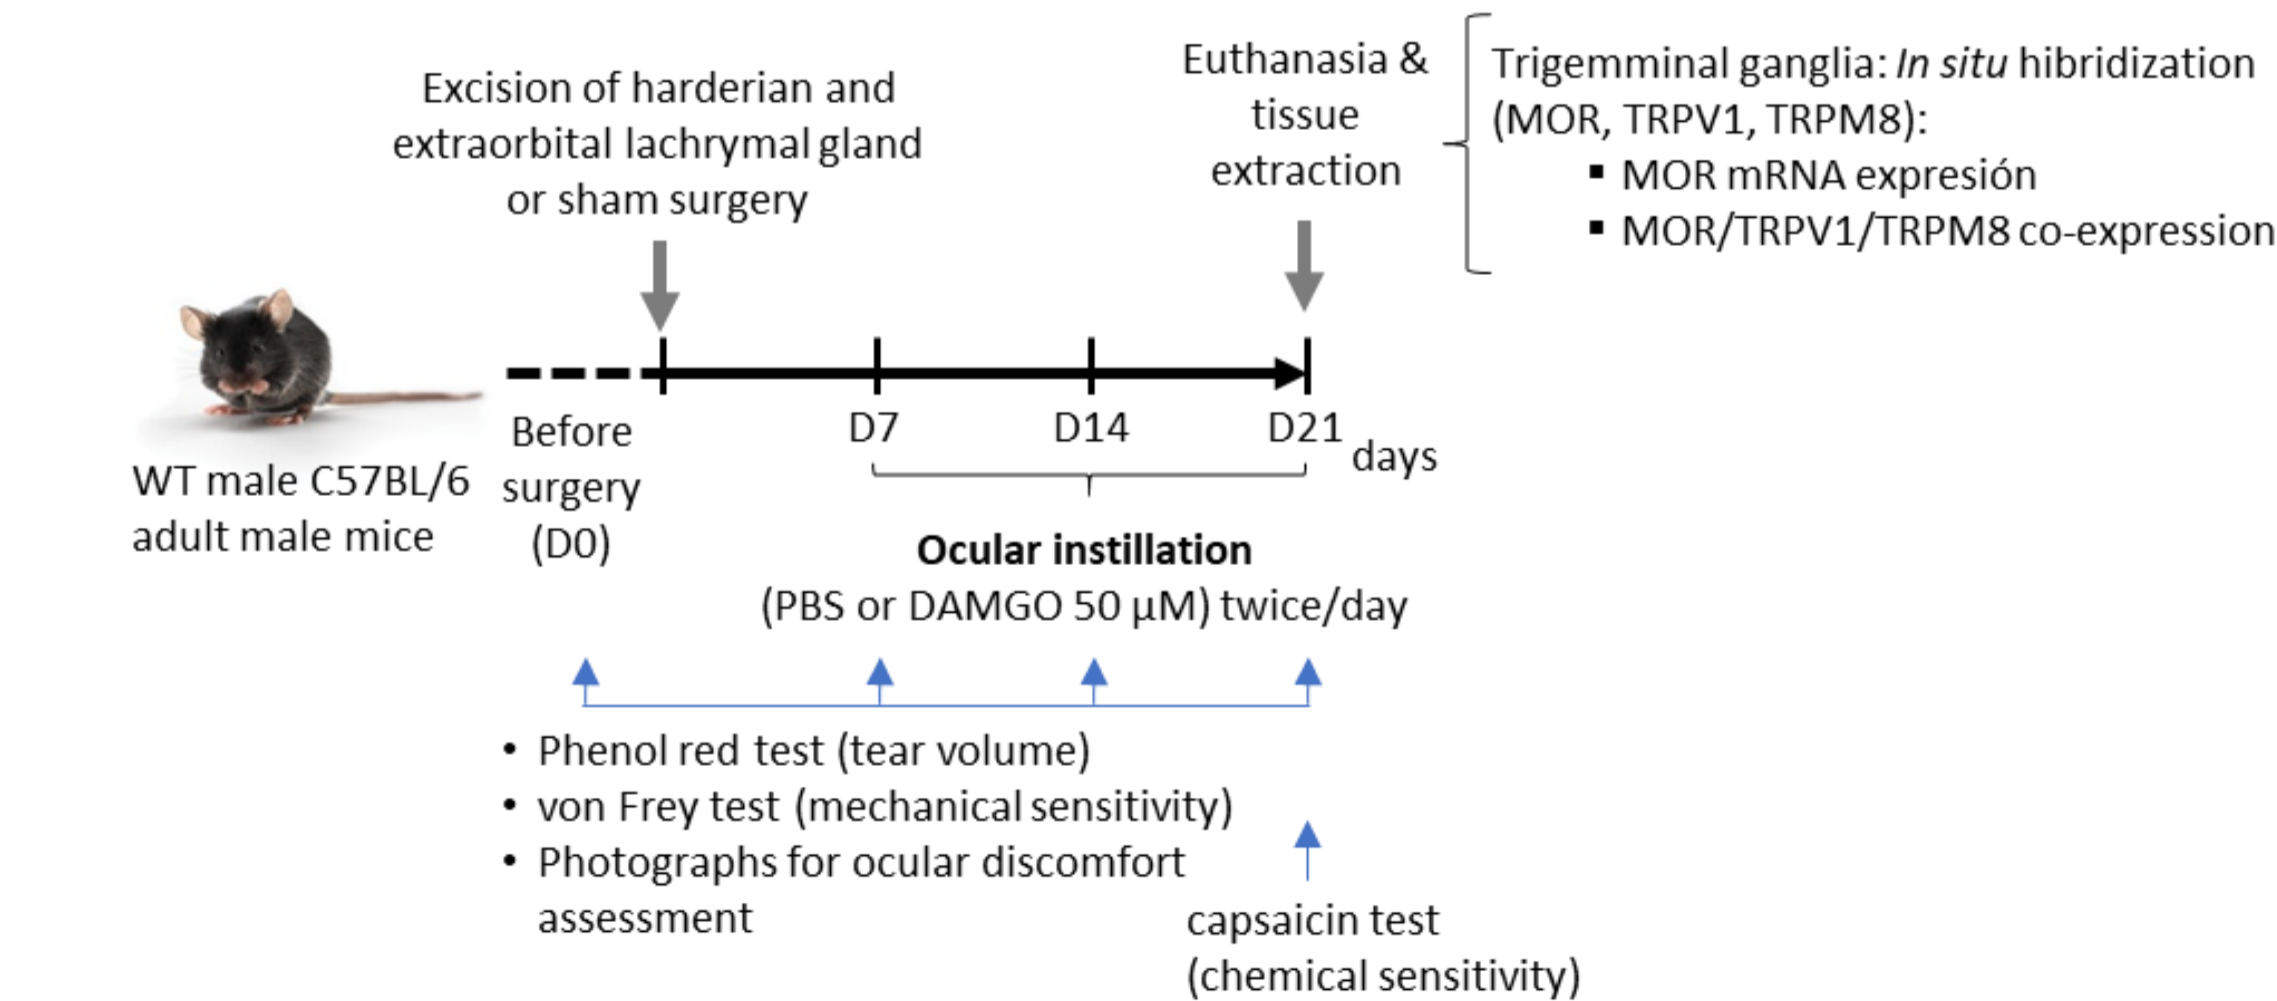 Excision of harderian and
extraorbital lachrymal gland
or sham surgery
Euthanasia &
tissue
extraction
Trigemminal ganglia: In situ hibridization
(MOR, TRPV1, TRPM8):
▪ MOR mRNA expresión
▪ MOR/TRPV1/TRPM8 co-expression
WT male C57BL/6
adult male mice
Before
surgery
(D0)
D7
D14
D21
days
Ocular instillation
(PBS or DAMGO 50 µM) twice/day
• Phenol red test (tear volume)
• von Frey test (mechanical sensitivity)
• Photographs for ocular discomfort
assessment
capsaicin test
(chemical sensitivity)